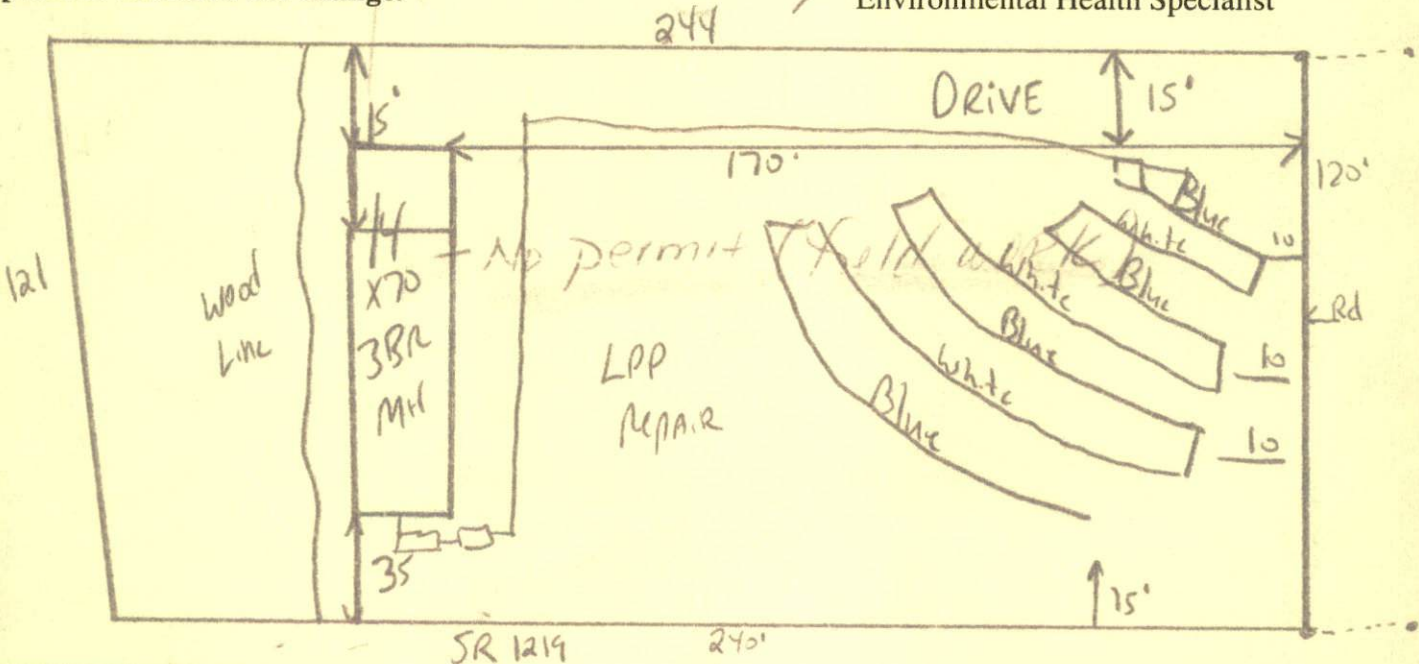 Environmental Health Specialist
244
15'
DRIVE
15'
170'
120'
Blue
White
10
14
X70
3BR
MH
- No permit
White
Blue
121
Wood
Line
Rd
LPP
Repair
Blue
White
Blue
10
10
35
15'
SR 1219
240'